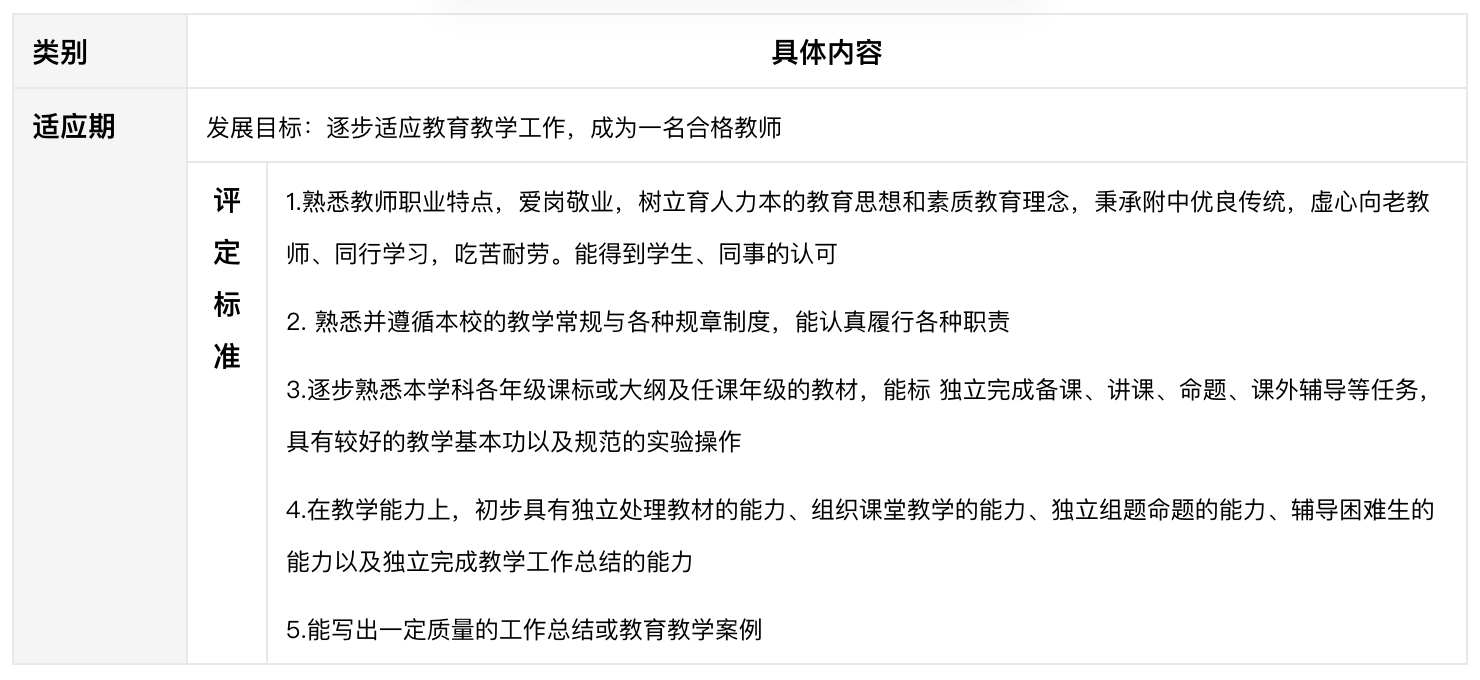 类别
具体内容
适应期
发展目标：逐步适应教育教学工作，成为一名合格教师
评
定
标
准
1.熟悉教师职业特点，爱岗敬业，树立育人力本的教育思想和素质教育理念，秉承附中优良传统，虚心向老教
师、同行学习，吃苦耐劳。能得到学生、同事的认可
2. 熟悉并遵循本校的教学常规与各种规章制度，能认真履行各种职责
3.逐步熟悉本学科各年级课标或大纲及任课年级的教材，能标 独立完成备课、讲课、命题、课外辅导等任务，
具有较好的教学基本功以及规范的实验操作
4.在教学能力上，初步具有独立处理教材的能力、组织课堂教学的能力、独立组题命题的能力、辅导困难生的
能力以及独立完成教学工作总结的能力
5.能写出一定质量的工作总结或教育教学案例